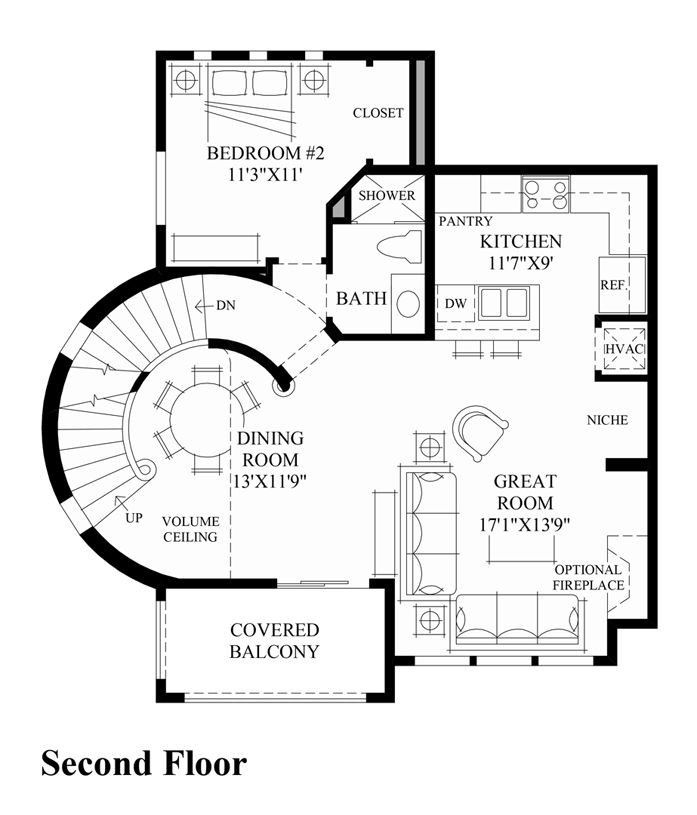 CLOSET
BEDROOM #2
11'3"X11'
SHOWER
PANTRY
KITCHEN
11'7"X9'
REF.
BATH
DW
DN
HVAC
NICHE
DINING
ROOM
13'X11'9"
GREAT
ROOM
17'1"X13'9"
UP
VOLUME
CEILING
OPTIONAL
FIREPLACE
COVERED
BALCONY
Second Floor